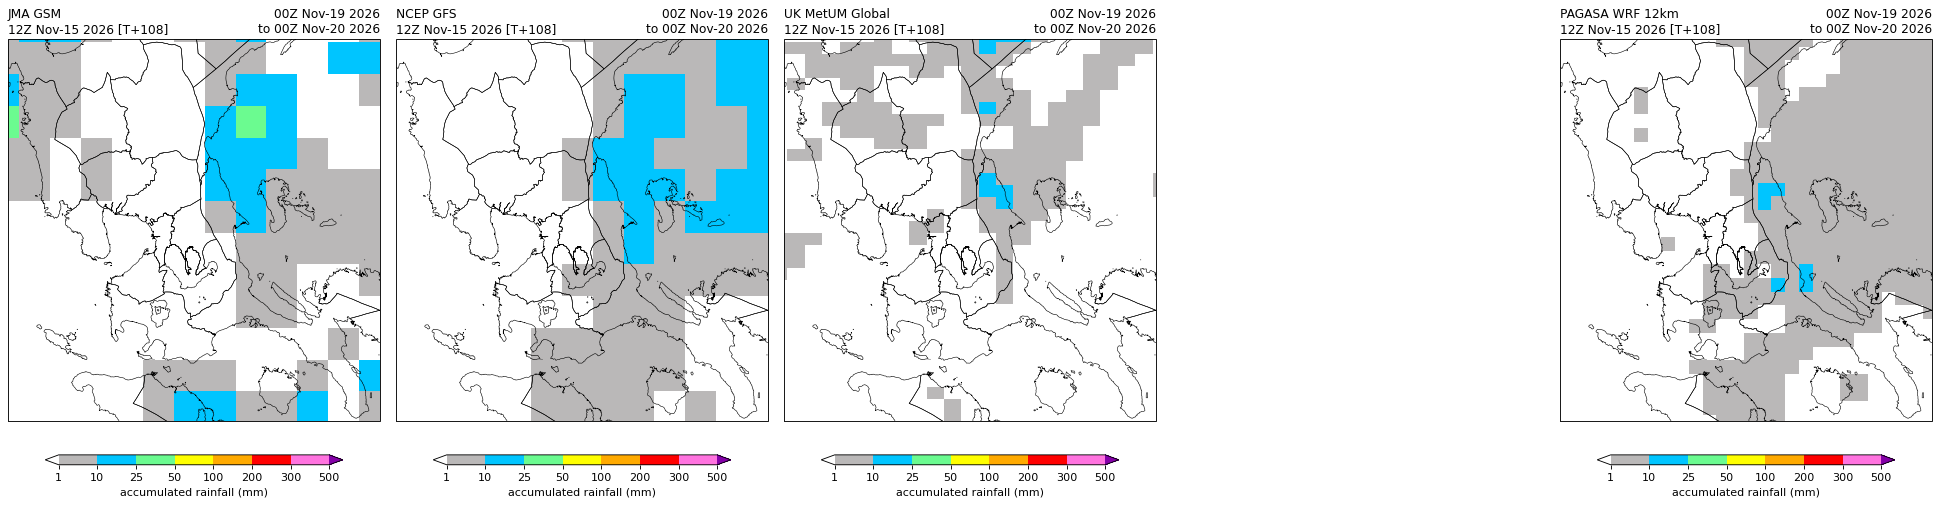 JMA GSM 00Z Nov-19 2026
12Z Nov-15 2026 [T+108] to 00Z Nov-20 2026
1 10 25 50 100 200 300 500
accumulated rainfall (mm)
NCEP GFS 00Z Nov-19 2026
12Z Nov-15 2026 [T+108] to 00Z Nov-20 2026
1 10 25 50 100 200 300 500
accumulated rainfall (mm)
UK MetUM Global 00Z Nov-19 2026
12Z Nov-15 2026 [T+108] to 00Z Nov-20 2026
1 10 25 50 100 200 300 500
accumulated rainfall (mm)
PAGASA WRF 12km 00Z Nov-19 2026
12Z Nov-15 2026 [T+108] to 00Z Nov-20 2026
1 10 25 50 100 200 300 500
accumulated rainfall (mm)